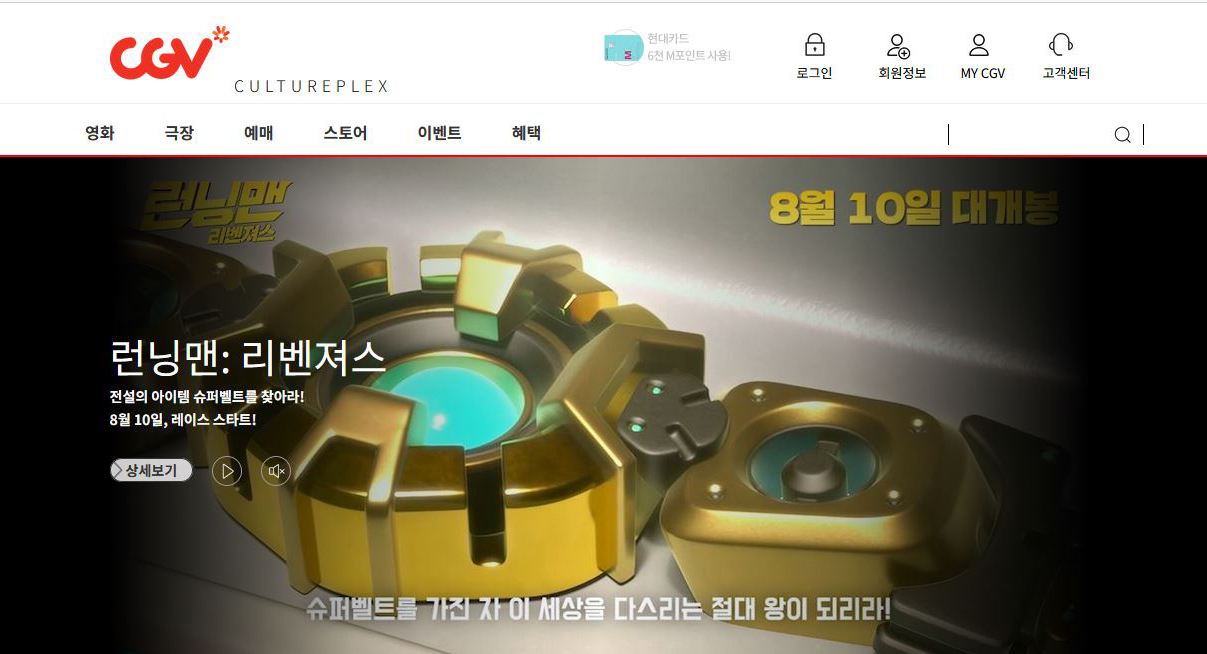 CGV
CULTUREPLEX
현대카드
6천 M포인트 사용!
M
로그인
회원정보
MY CGV
고객센터
영화
극장
예매
스토어
이벤트
혜택
런닝맨
리벤져스
8월 10일 대개봉
런닝맨: 리벤져스
전설의 아이템 슈퍼벨트를 찾아라!
8월 10일, 레이스 스타트!
상세보기
슈퍼벨트를 가진 자 이 세상을 다스리는 절대 왕이 되리라!